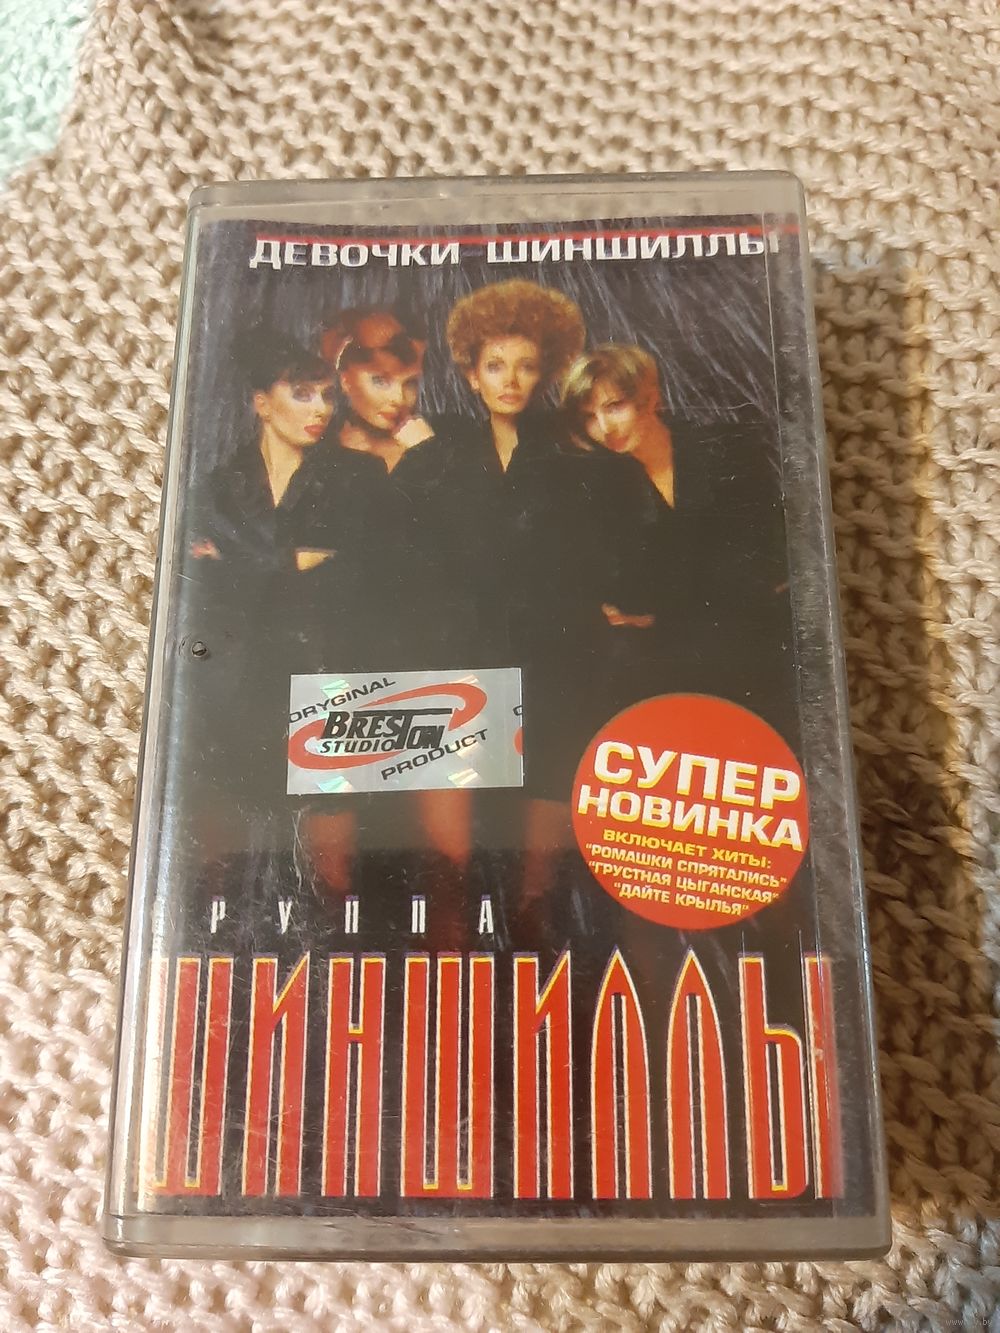 ДЕВОЧКИ ШИНШИЛЛЫ
ORYGINAL
BRESTON
STUDIO
PRODUCT
СУПЕР
НОВИНКА
ВКЛЮЧАЕТ ХИТЫ:
"РОМАШКИ СПРЯТАЛИСЬ"
"ГРУСТНАЯ ЦЫГАНСКАЯ"
"ДАЙТЕ КРЫЛЬЯ"
РУППА
ШИНШИЛЛЫ